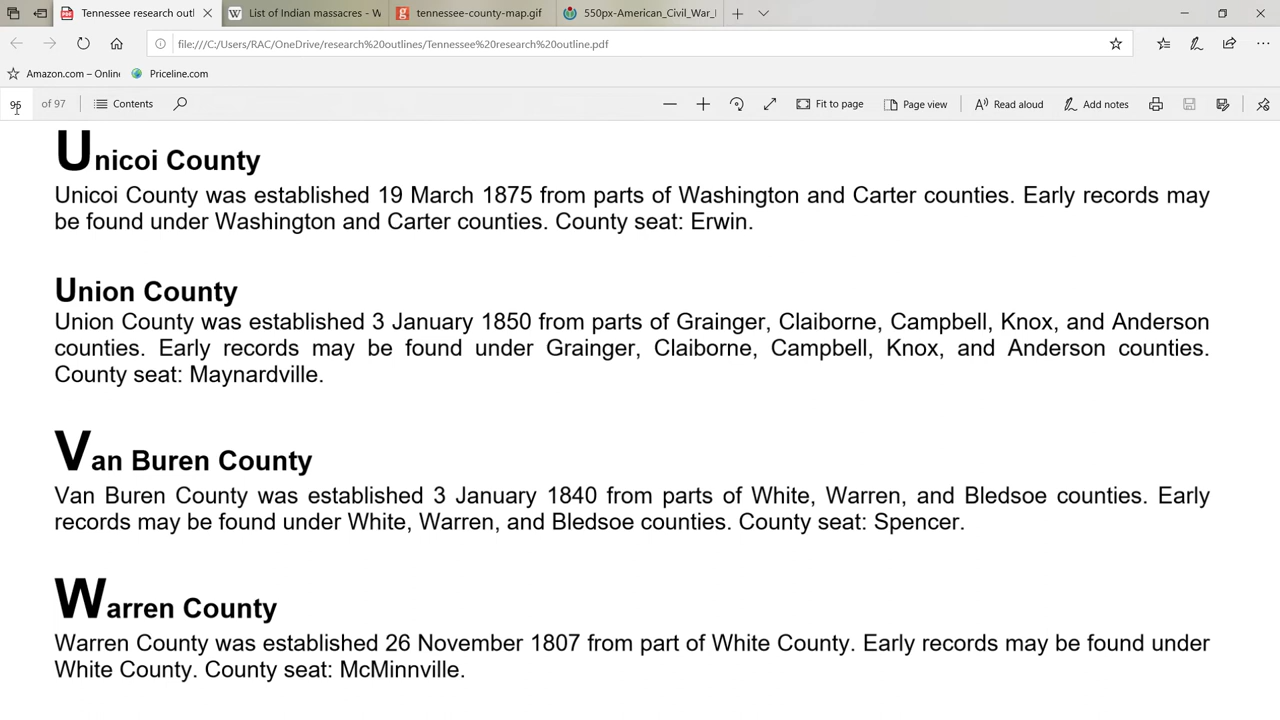 Tennessee research outl
List of Indian massacres - W
tennessee-county-map.gif
550px-American_Civil_War_
file:///C:/Users/RAC/OneDrive/research%20outlines/Tennessee%20research%20outline.pdf
Amazon.com – Online
Priceline.com
95 of 97
Contents
Fit to page
Page view
Read aloud
Add notes
Unicoi County
Unicoi County was established 19 March 1875 from parts of Washington and Carter counties. Early records may
be found under Washington and Carter counties. County seat: Erwin.
Union County
Union County was established 3 January 1850 from parts of Grainger, Claiborne, Campbell, Knox, and Anderson
counties. Early records may be found under Grainger, Claiborne, Campbell, Knox, and Anderson counties.
County seat: Maynardville.
Van Buren County
Van Buren County was established 3 January 1840 from parts of White, Warren, and Bledsoe counties. Early
records may be found under White, Warren, and Bledsoe counties. County seat: Spencer.
Warren County
Warren County was established 26 November 1807 from part of White County. Early records may be found under
White County. County seat: McMinnville.